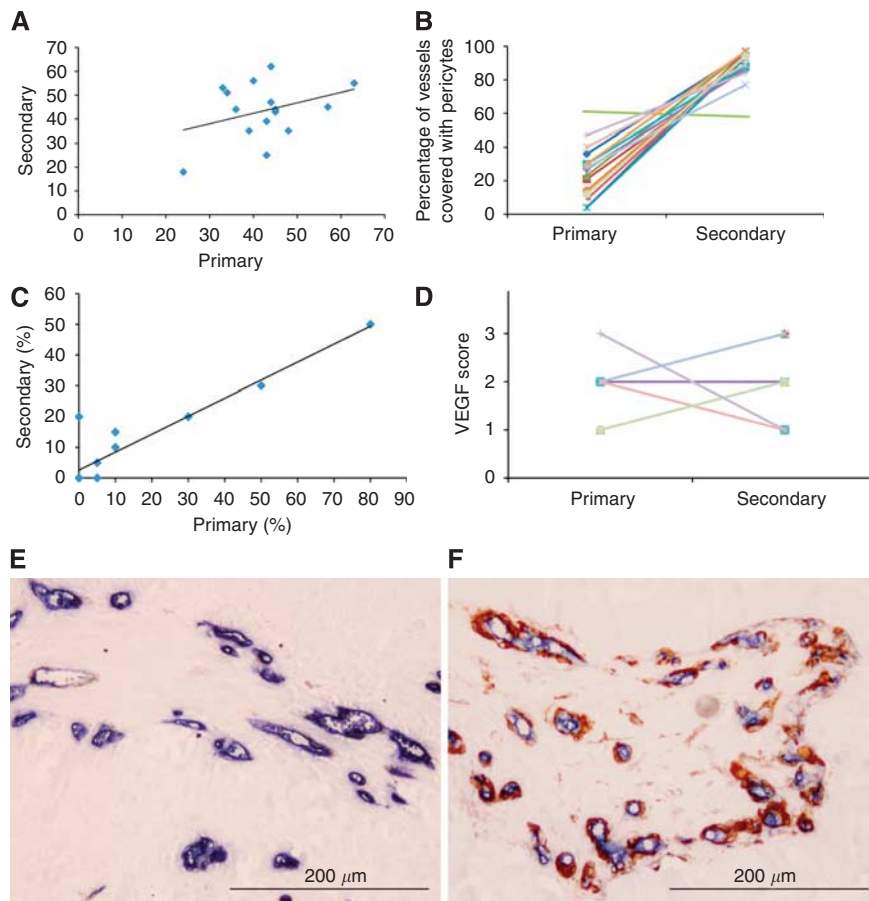 A
Secondary
70
60
50
40
30
20
10
0
0 10 20 30 40 50 60 70
Primary
B
Percentage of vessels
covered with pericytes
100
80
60
40
20
0
Primary Secondary
C
Secondary (%)
60
50
40
30
20
10
0
0 10 20 30 40 50 60 70 80 90
Primary (%)
D
VEGF score
3
2
1
0
Primary Secondary
E
200 μm
F
200 μm